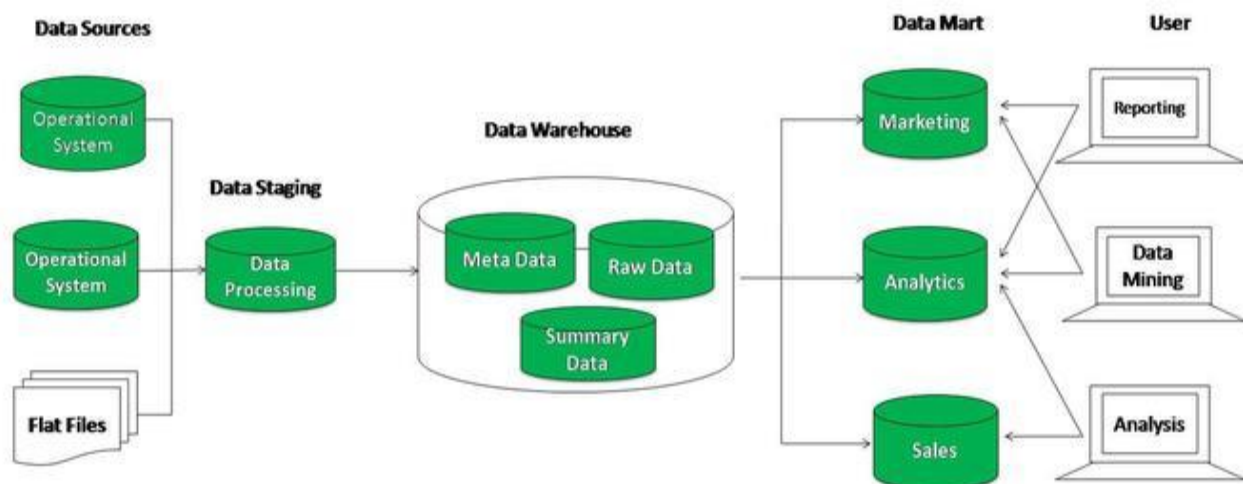 Data Sources
Data Mart
User
Operational
System
Marketing
Reporting
Data Warehouse
Data Staging
Operational
System
Data
Processing
Meta Data
Raw Data
Summary
Data
Analytics
Data
Mining
Flat Files
Sales
Analysis